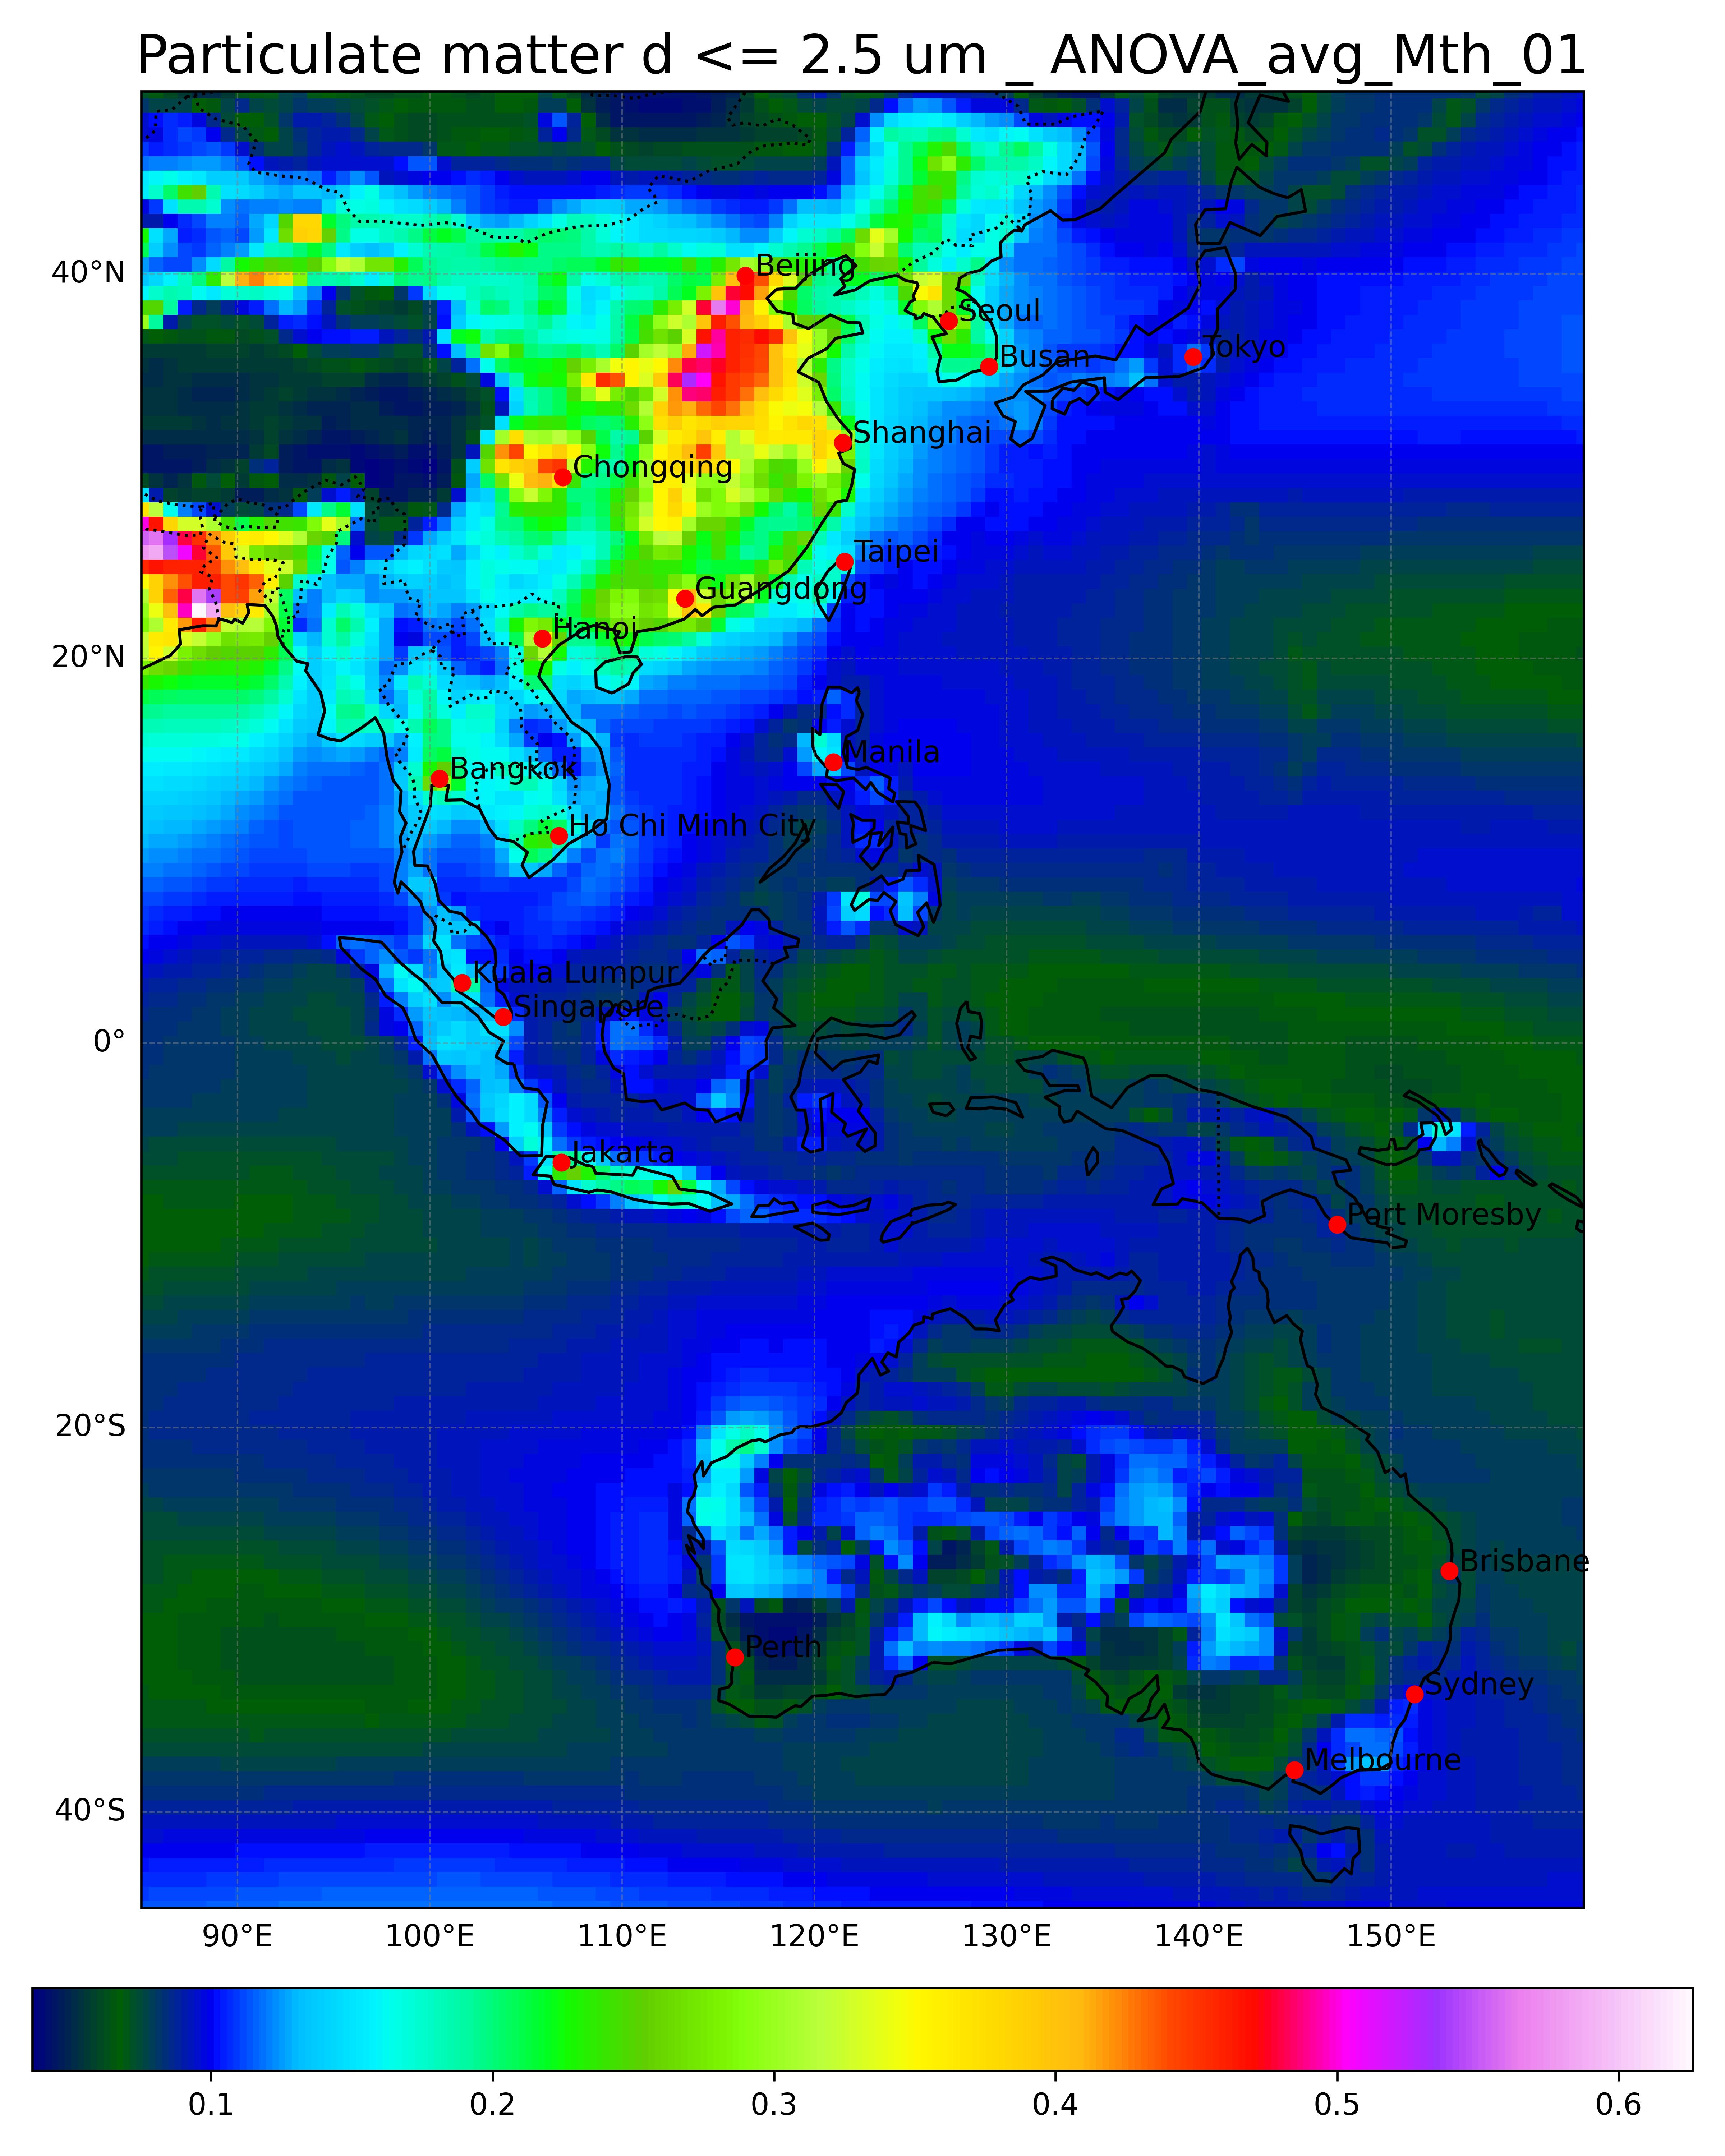 Particulate matter d <= 2.5 um _ ANOVA_avg_Mth_01
40°N
Beijing
Seoul
Busan
Tokyo
Shanghai
Chongqing
Taipei
Guangdong
Hanoi
20°N
Manila
Bangkok
Ho Chi Minh City
Kuala Lumpur
Singapore
0°
Jakarta
Port Moresby
20°S
Brisbane
Perth
Sydney
Melbourne
40°S
90°E 100°E 110°E 120°E 130°E 140°E 150°E
0.1 0.2 0.3 0.4 0.5 0.6